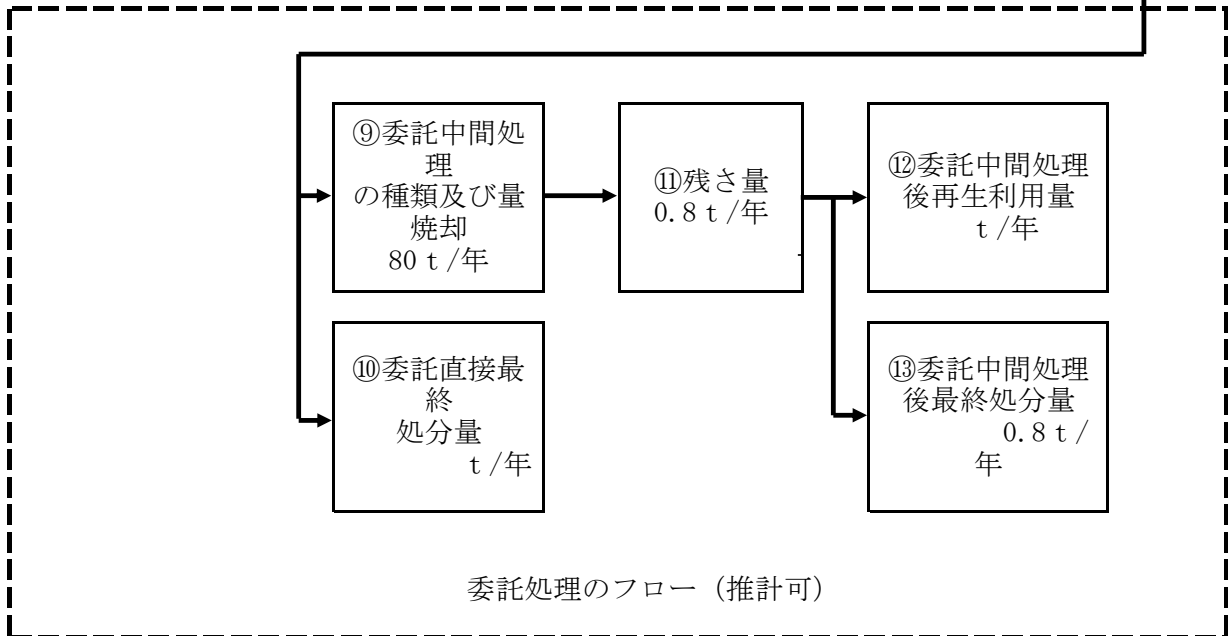 ⑨委託中間処
理
の種類及び量
焼却
80ｔ/年
⑪残さ量
0.8ｔ/年
⑫委託中間処理
後再生利用量
ｔ/年
⑩委託直接最
終
処分量
ｔ/年
⑬委託中間処理
後最終処分量
0.8ｔ/
年
委託処理のフロー（推計可）